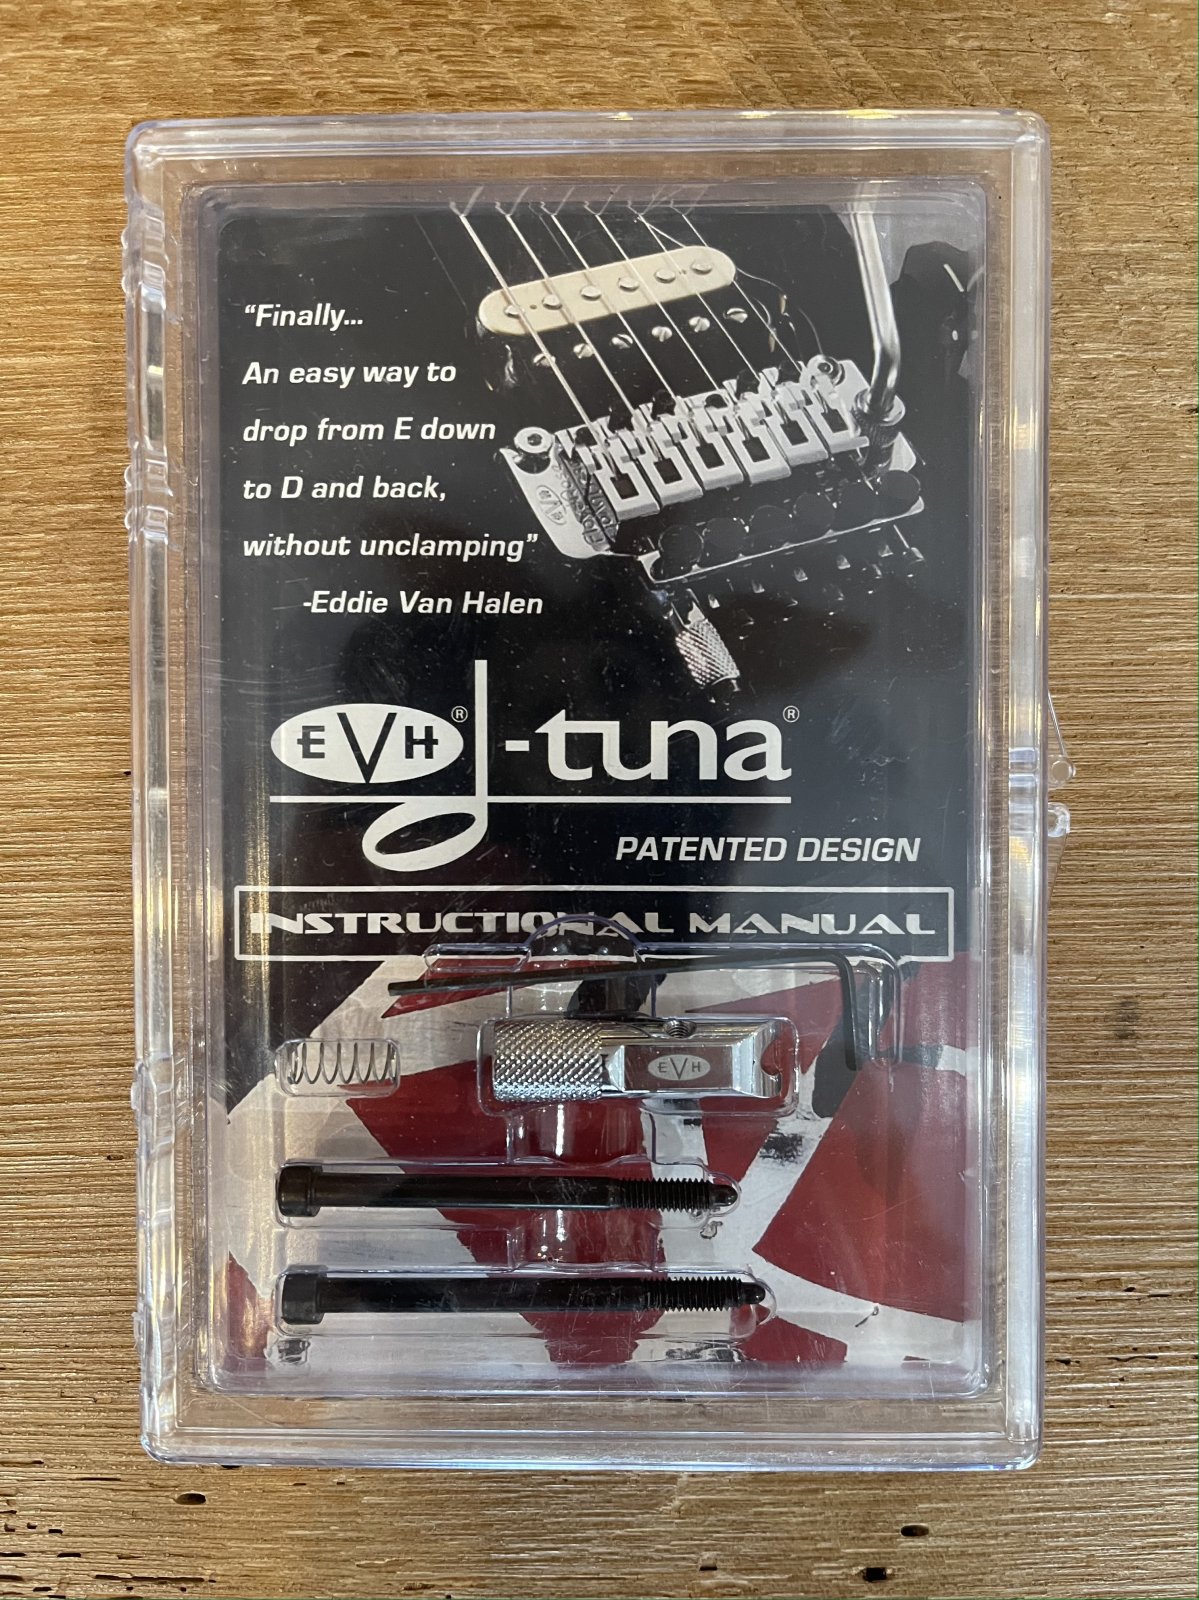 “Finally...
An easy way to
drop from E down
to D and back,
without unclamping”
-Eddie Van Halen
EVH® d-tuna®
PATENTED DESIGN
INSTRUCTIONAL MANUAL
EVH